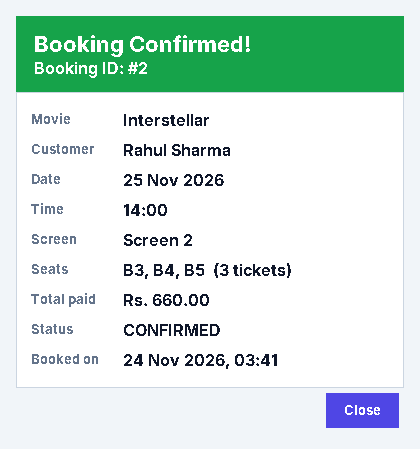 Booking Confirmed!
Booking ID: #2
Movie Interstellar
Customer Rahul Sharma
Date 25 Nov 2026
Time 14:00
Screen Screen 2
Seats B3, B4, B5 (3 tickets)
Total paid Rs. 660.00
Status CONFIRMED
Booked on 24 Nov 2026, 03:41
Close